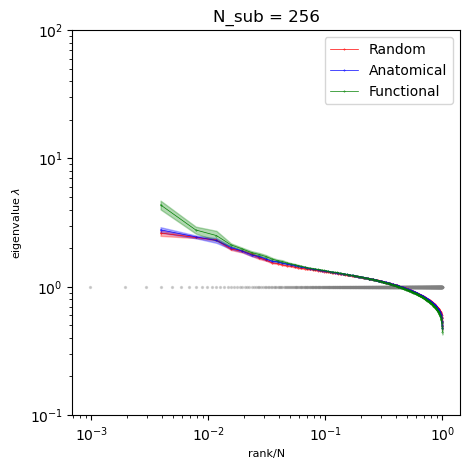 N_sub = 256
10²
Random
Anatomical
Functional
10¹
eigenvalue λ
10⁰
10⁻¹
10⁻³ 10⁻² 10⁻¹ 10⁰
rank/N